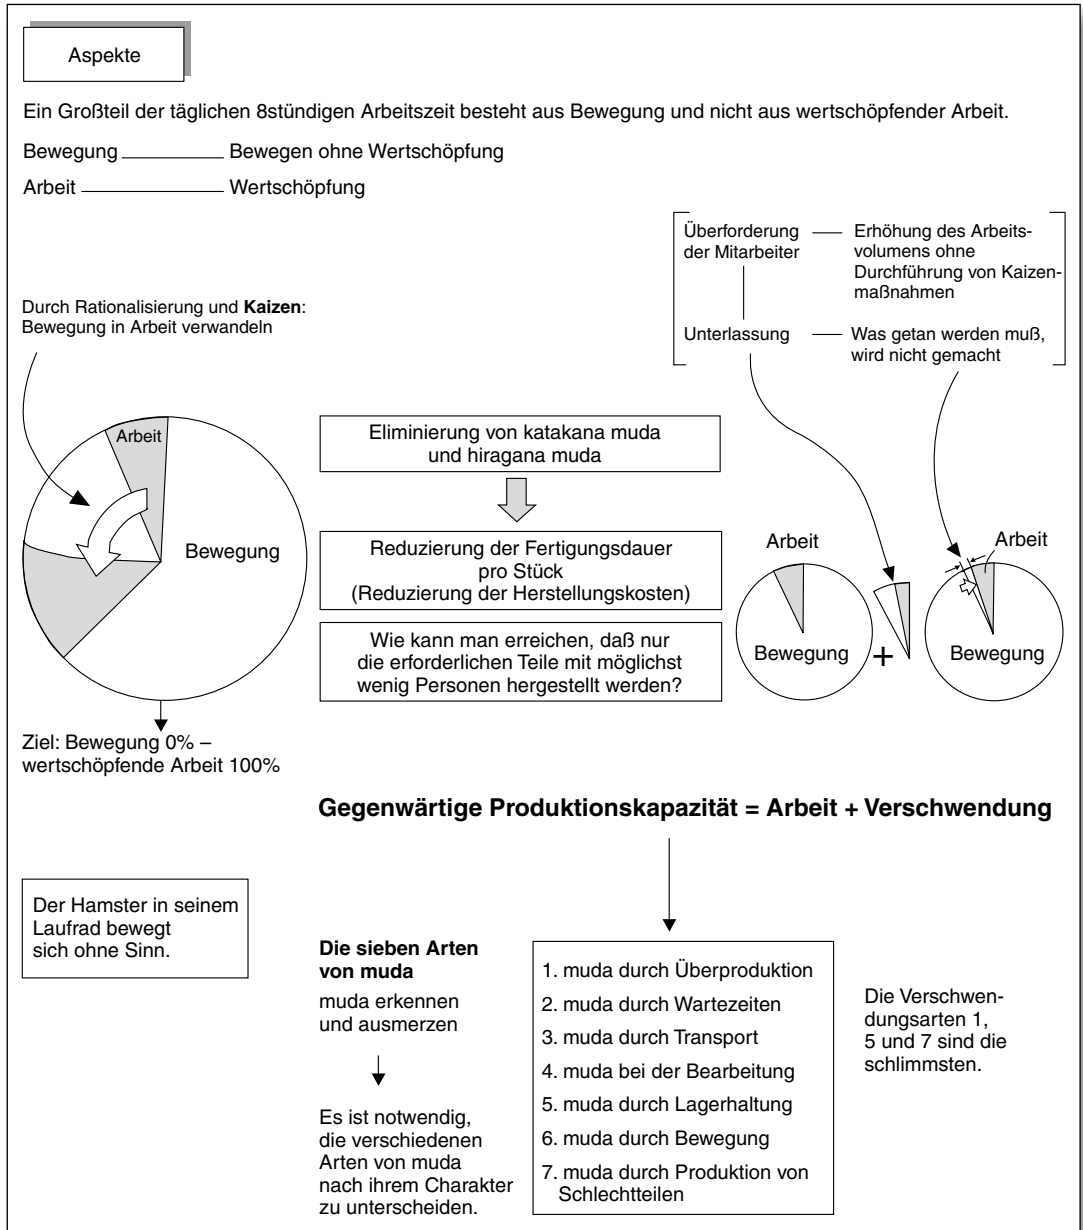 Aspekte
Ein Großteil der täglichen 8stündigen Arbeitszeit besteht aus Bewegung und nicht aus wertschöpfender Arbeit.
Bewegung ________ Bewegen ohne Wertschöpfung
Arbeit ________ Wertschöpfung
Überforderung
der Mitarbeiter
Erhöhung des Arbeits-
volumens ohne
Durchführung von Kaizen-
maßnahmen
Unterlassung
Was getan werden muß,
wird nicht gemacht
Durch Rationalisierung und Kaizen:
Bewegung in Arbeit verwandeln
Arbeit
Bewegung
Ziel: Bewegung 0% –
wertschöpfende Arbeit 100%
Eliminierung von katakana muda
und hiragana muda
Reduzierung der Fertigungsdauer
pro Stück
(Reduzierung der Herstellungskosten)
Wie kann man erreichen, daß nur
die erforderlichen Teile mit möglichst
wenig Personen hergestellt werden?
Arbeit
Bewegung
+
Arbeit
Bewegung
Gegenwärtige Produktionskapazität = Arbeit + Verschwendung
Der Hamster in seinem
Laufrad bewegt
sich ohne Sinn.
Die sieben Arten
von muda
muda erkennen
und ausmerzen
Es ist notwendig,
die verschiedenen
Arten von muda
nach ihrem Charakter
zu unterscheiden.
1. muda durch Überproduktion
2. muda durch Wartezeiten
3. muda durch Transport
4. muda bei der Bearbeitung
5. muda durch Lagerhaltung
6. muda durch Bewegung
7. muda durch Produktion von
Schlechtteilen
Die Verschwen-
dungsarten 1,
5 und 7 sind die
schlimmsten.